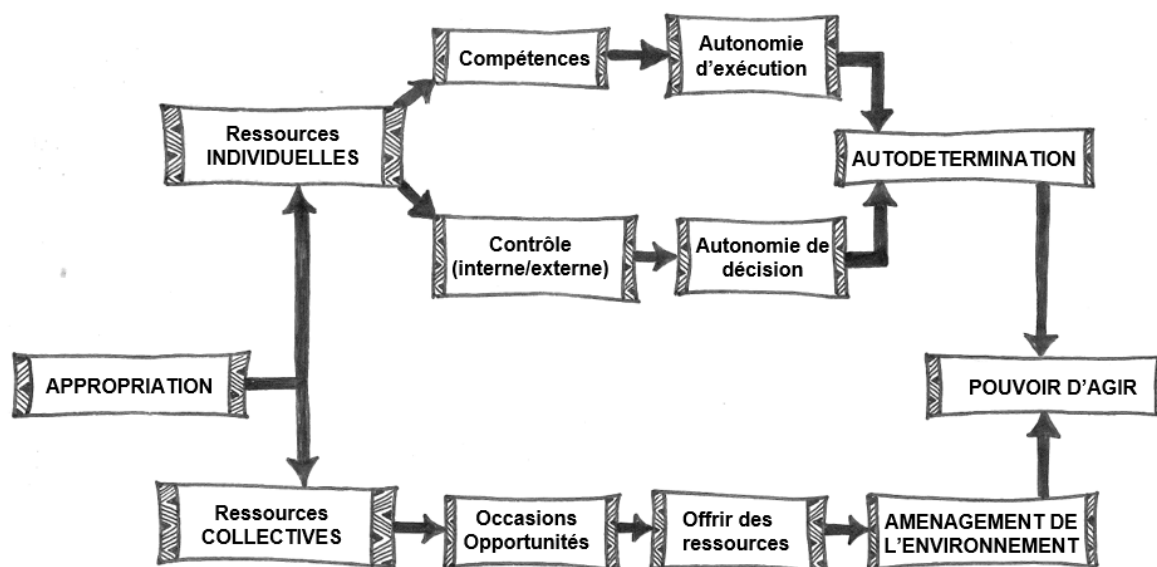 Compétences
Autonomie
d'exécution
Ressources
INDIVIDUELLES
AUTODETERMINATION
Contrôle
(interne/externe)
Autonomie de
décision
APPROPRIATION
POUVOIR D'AGIR
Ressources
COLLECTIVES
Occasions
Opportunités
Offrir des
ressources
AMENAGEMENT DE
L'ENVIRONNEMENT